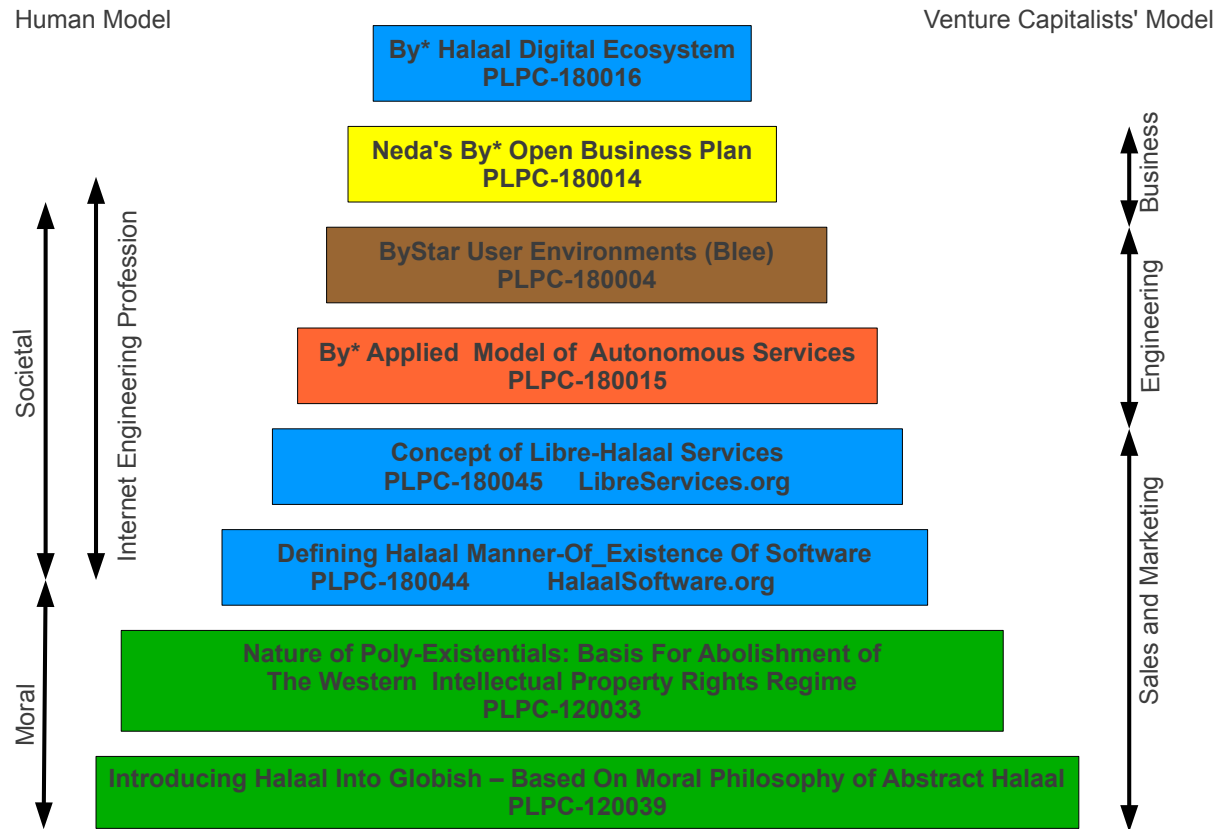 Human Model
Venture Capitalists' Model
By* Halaal Digital Ecosystem
PLPC-180016
Neda's By* Open Business Plan
PLPC-180014
Business
ByStar User Environments (Blee)
PLPC-180004
Engineering
By* Applied Model of Autonomous Services
PLPC-180015
Societal
Internet Engineering Profession
Concept of Libre-Halaal Services
PLPC-180045 LibreServices.org
Defining Halaal Manner-Of_Existence Of Software
PLPC-180044 HalaalSoftware.org
Sales and Marketing
Nature of Poly-Existentials: Basis For Abolishment of
The Western Intellectual Property Rights Regime
PLPC-120033
Moral
Introducing Halaal Into Globish – Based On Moral Philosophy of Abstract Halaal
PLPC-120039